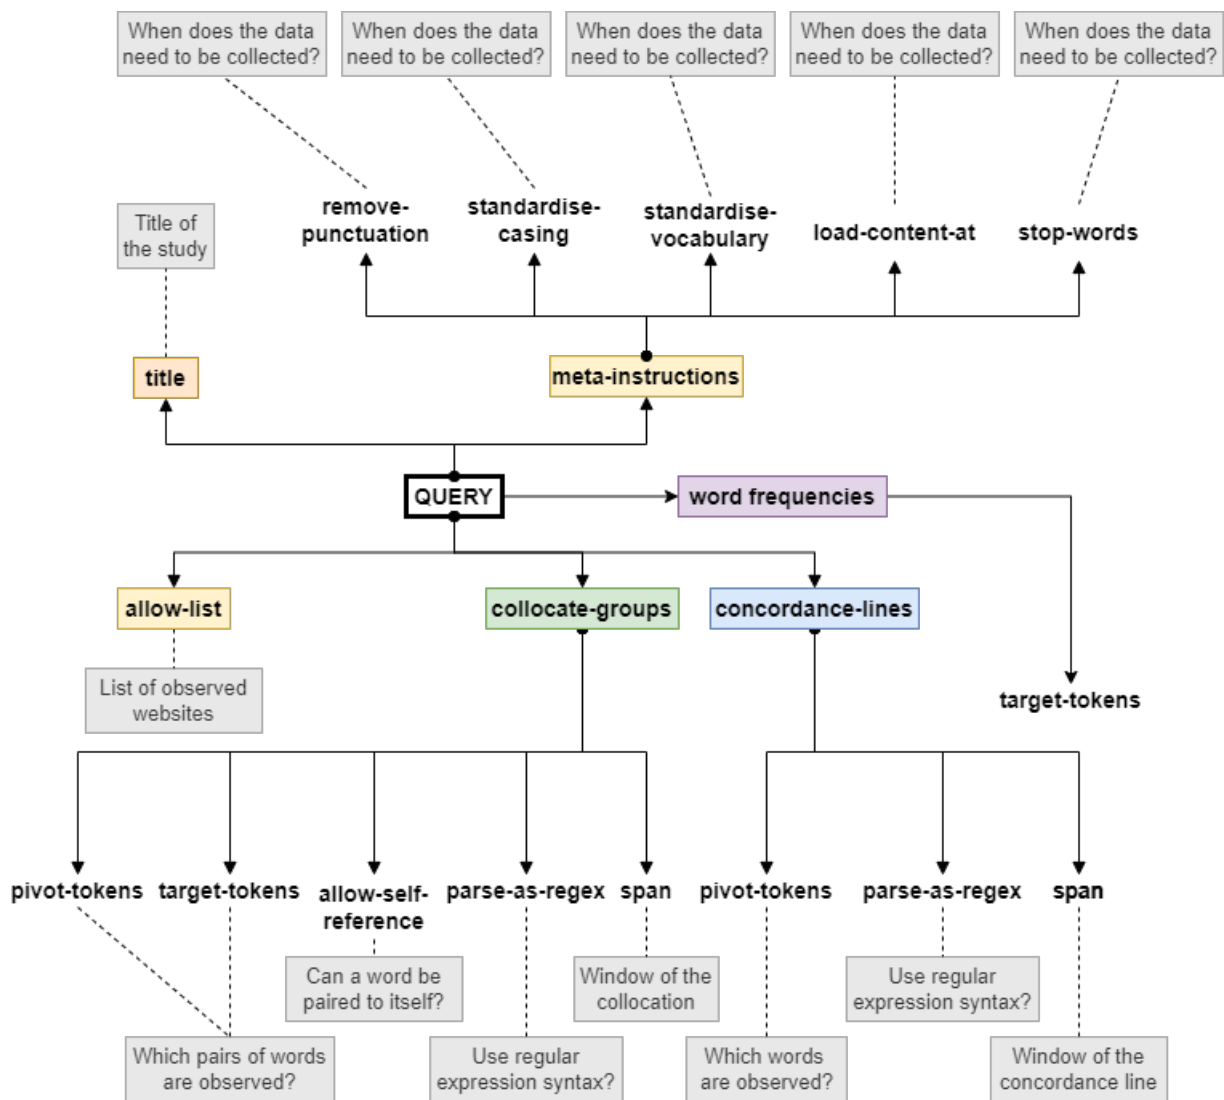 When does the data
need to be collected?
When does the data
need to be collected?
When does the data
need to be collected?
When does the data
need to be collected?
When does the data
need to be collected?
remove-
punctuation
standardise-
casing
standardise-
vocabulary
load-content-at
stop-words
Title of
the study
title
meta-instructions
QUERY
word frequencies
allow-list
collocate-groups
concordance-lines
List of observed
websites
target-tokens
pivot-tokens
target-tokens
allow-self-
reference
parse-as-regex
span
pivot-tokens
parse-as-regex
span
Can a word be
paired to itself?
Window of the
collocation
Use regular
expression syntax?
Which pairs of words
are observed?
Use regular
expression syntax?
Which words
are observed?
Window of the
concordance line